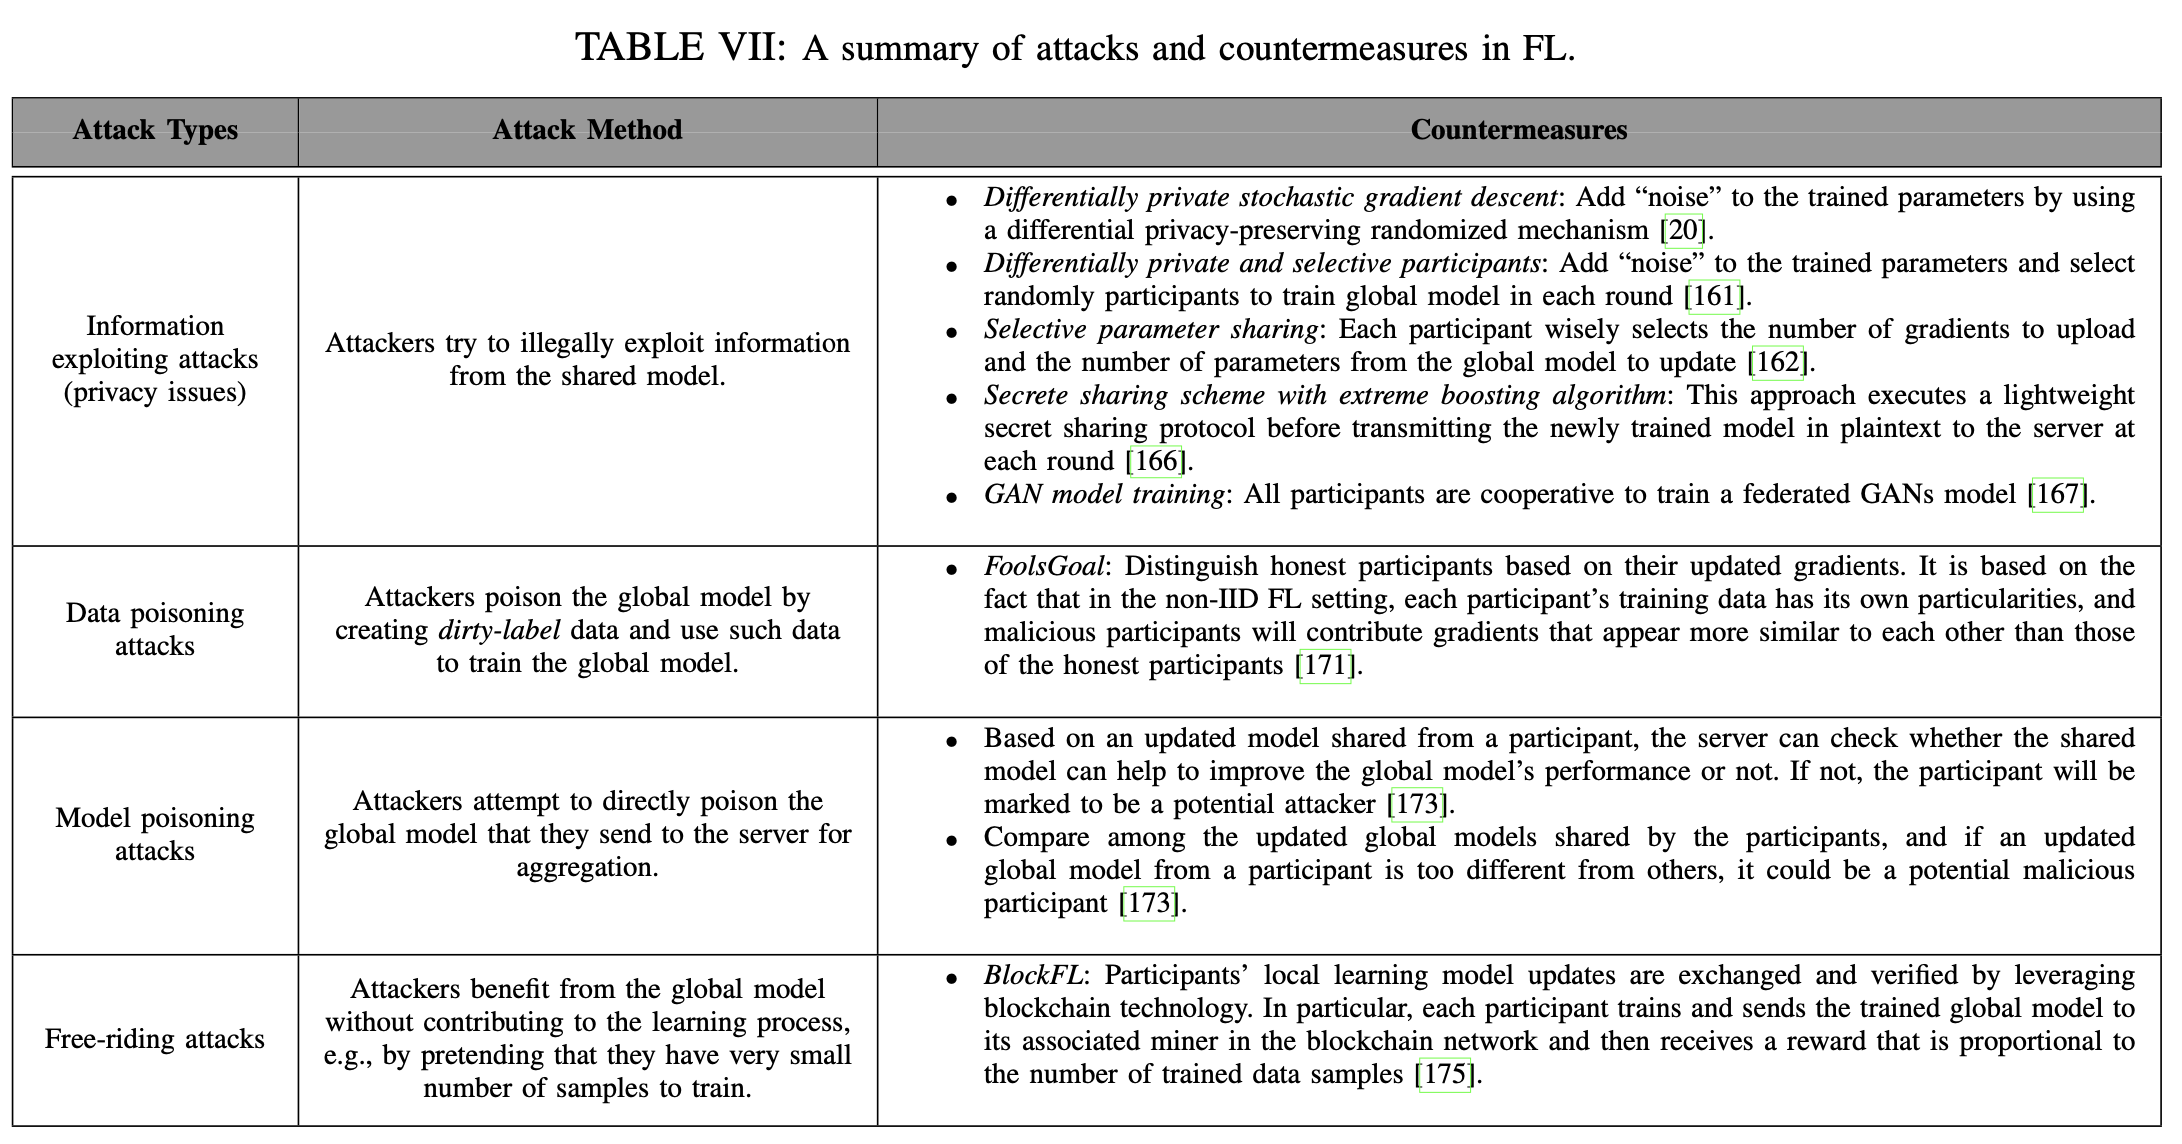 TABLE VII: A summary of attacks and countermeasures in FL.
Attack Types
Attack Method
Countermeasures
Information
exploiting attacks
(privacy issues)
Attackers try to illegally exploit information
from the shared model.
• Differentially private stochastic gradient descent: Add “noise” to the trained parameters by using
a differential privacy-preserving randomized mechanism [20].
• Differentially private and selective participants: Add “noise” to the trained parameters and select
randomly participants to train global model in each round [161].
• Selective parameter sharing: Each participant wisely selects the number of gradients to upload
and the number of parameters from the global model to update [162].
• Secrete sharing scheme with extreme boosting algorithm: This approach executes a lightweight
secret sharing protocol before transmitting the newly trained model in plaintext to the server at
each round [166].
• GAN model training: All participants are cooperative to train a federated GANs model [167].
Data poisoning
attacks
Attackers poison the global model by
creating dirty-label data and use such data
to train the global model.
• FoolsGoal: Distinguish honest participants based on their updated gradients. It is based on the
fact that in the non-IID FL setting, each participant’s training data has its own particularities, and
malicious participants will contribute gradients that appear more similar to each other than those
of the honest participants [171].
Model poisoning
attacks
Attackers attempt to directly poison the
global model that they send to the server for
aggregation.
• Based on an updated model shared from a participant, the server can check whether the shared
model can help to improve the global model’s performance or not. If not, the participant will be
marked to be a potential attacker [173].
• Compare among the updated global models shared by the participants, and if an updated
global model from a participant is too different from others, it could be a potential malicious
participant [173].
Free-riding attacks
Attackers benefit from the global model
without contributing to the learning process,
e.g., by pretending that they have very small
number of samples to train.
• BlockFL: Participants’ local learning model updates are exchanged and verified by leveraging
blockchain technology. In particular, each participant trains and sends the trained global model to
its associated miner in the blockchain network and then receives a reward that is proportional to
the number of trained data samples [175].